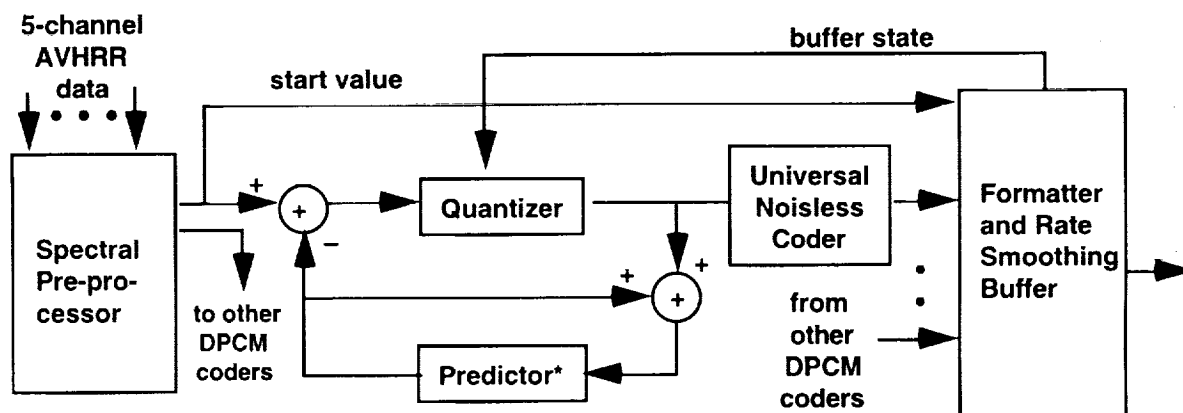 5-channel
AVHRR
data
buffer state
start value
+
+
−
Quantizer
Universal
Noisless
Coder
Formatter
and Rate
Smoothing
Buffer
Spectral
Pre-pro-
cessor
to other
DPCM
coders
+
+
+
Predictor*
from
other
DPCM
coders